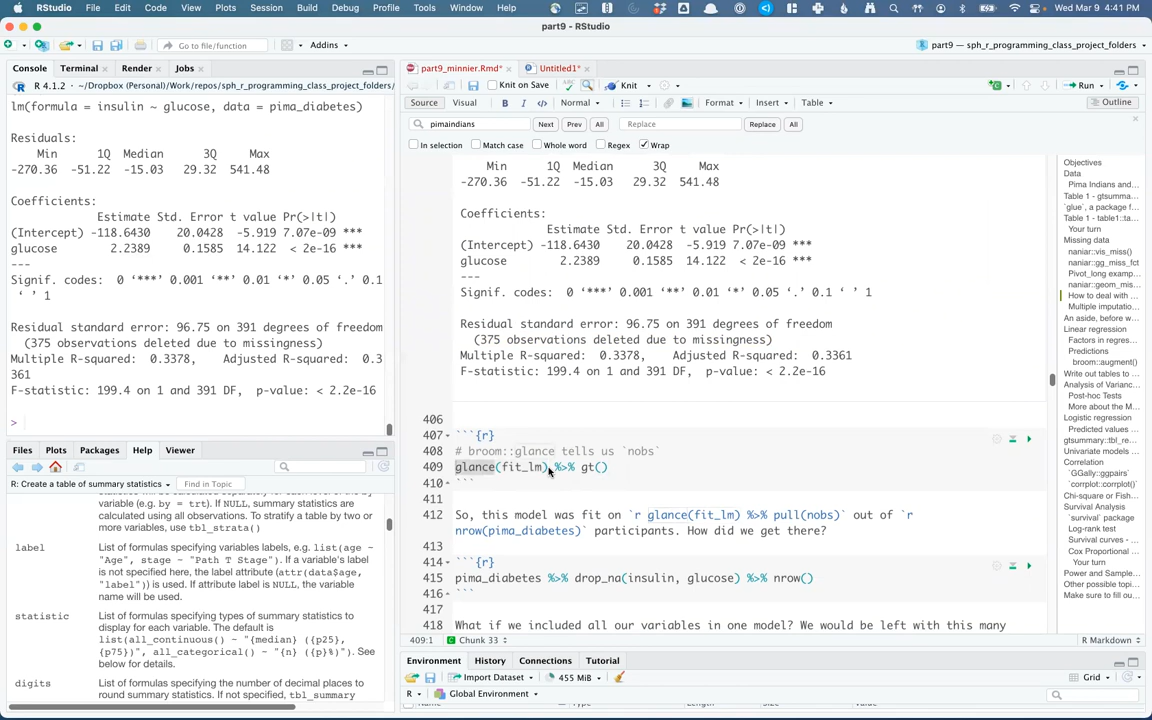 RStudio File Edit Code View Plots Session Build Debug Profile Tools Window Help Wed Mar 9 4:41 PM
part9 - RStudio
Go to file/function Addins part9 — sph_r_programming_class_project_folders
Console Terminal Render Jobs
R 4.1.2 · ~/Dropbox (Personal)/Work/repos/sph_r_programming_class_project_folders/
lm(formula = insulin ~ glucose, data = pima_diabetes)
Residuals:
Min 1Q Median 3Q Max
-270.36 -51.22 -15.03 29.32 541.48
Coefficients:
Estimate Std. Error t value Pr(>|t|)
(Intercept) -118.6430 20.0428 -5.919 7.07e-09 ***
glucose 2.2389 0.1585 14.122 < 2e-16 ***
---
Signif. codes: 0 ‘***’ 0.001 ‘**’ 0.01 ‘*’ 0.05 ‘.’ 0.1
‘ ’ 1
Residual standard error: 96.75 on 391 degrees of freedom
(375 observations deleted due to missingness)
Multiple R-squared: 0.3378, Adjusted R-squared: 0.3
361
F-statistic: 199.4 on 1 and 391 DF, p-value: < 2.2e-16
>
Files Plots Packages Help Viewer
R: Create a table of summary statistics Find in Topic
variable (e.g. by = trt). If NULL, summary
statistics are calculated using all observations. To stratify a table by two or
more variables, use tbl_strata()
label List of formulas specifying variables labels, e.g. list(age ~
"Age", stage ~ "Path T Stage"). If a variable's label
is not specified here, the label attribute
(attr(data$age,
"label") is used. If attribute label is NULL, the variable
name will be used.
statistic List of formulas specifying types of summary statistics to
display for each variable. The default is
list(all_continuous() ~ "{median} ({p25},
{p75})", all_categorical() ~ "{n} ({p}%)"). See
below for details.
digits List of formulas specifying the number of decimal places to
round summary statistics. If not specified, tbl_summary
part9_minnier.Rmd* Untitled1*
Knit on Save Knit Run
Source Visual B I Normal Format Insert Table Outline
pimaindians Next Prev All Replace Replace All
In selection Match case Whole word Regex Wrap
Min 1Q Median 3Q Max
-270.36 -51.22 -15.03 29.32 541.48
Coefficients:
Estimate Std. Error t value Pr(>|t|)
(Intercept) -118.6430 20.0428 -5.919 7.07e-09 ***
glucose 2.2389 0.1585 14.122 < 2e-16 ***
---
Signif. codes: 0 ‘***’ 0.001 ‘**’ 0.01 ‘*’ 0.05 ‘.’ 0.1 ‘ ’ 1
Residual standard error: 96.75 on 391 degrees of freedom
(375 observations deleted due to missingness)
Multiple R-squared: 0.3378, Adjusted R-squared: 0.3361
F-statistic: 199.4 on 1 and 391 DF, p-value: < 2.2e-16
406
407 ```{r}
408 # broom::glance tells us `nobs`
409 glance(fit_lm) %>% gt()
410 ```
411
412 So, this model was fit on `r glance(fit_lm) %>% pull(nobs)` out of `r
nrow(pima_diabetes)` participants. How did we get there?
413
414 ```{r}
415 pima_diabetes %>% drop_na(insulin, glucose) %>% nrow()
416 ```
417
418 What if we included all our variables in one model? We would be left with this many
409:1 Chunk 33 R Markdown
Objectives
Data
Pima Indians and...
Table 1 - gtsumma...
`glue`, a package f...
Table 1 - table1::ta...
Your turn
Missing data
naniar::vis_miss()
naniar::gg_miss_fct
Pivot_long examp...
naniar::geom_mis...
How to deal with ...
Multiple imputatio...
An aside, before w...
Linear regression
Factors in regres...
Predictions
broom::augment()
Write out tables to ...
Analysis of Varianc...
Post-hoc Tests
More about the M...
Logistic regression
Predicted values ...
gtsummary::tbl_re...
Univariate models
Correlation
`GGally::ggpairs`
`corrplot::corrplot()`
Chi-square or Fish...
Survival Analysis
`survival` package
Log-rank test
Survival curves - ...
Cox Proportional ...
Your turn
Power and Sample...
Other possible topi...
Make sure to fill ou...
Environment History Connections Tutorial
Import Dataset 455 MiB Grid
R Global Environment
Name Type Length Size Value